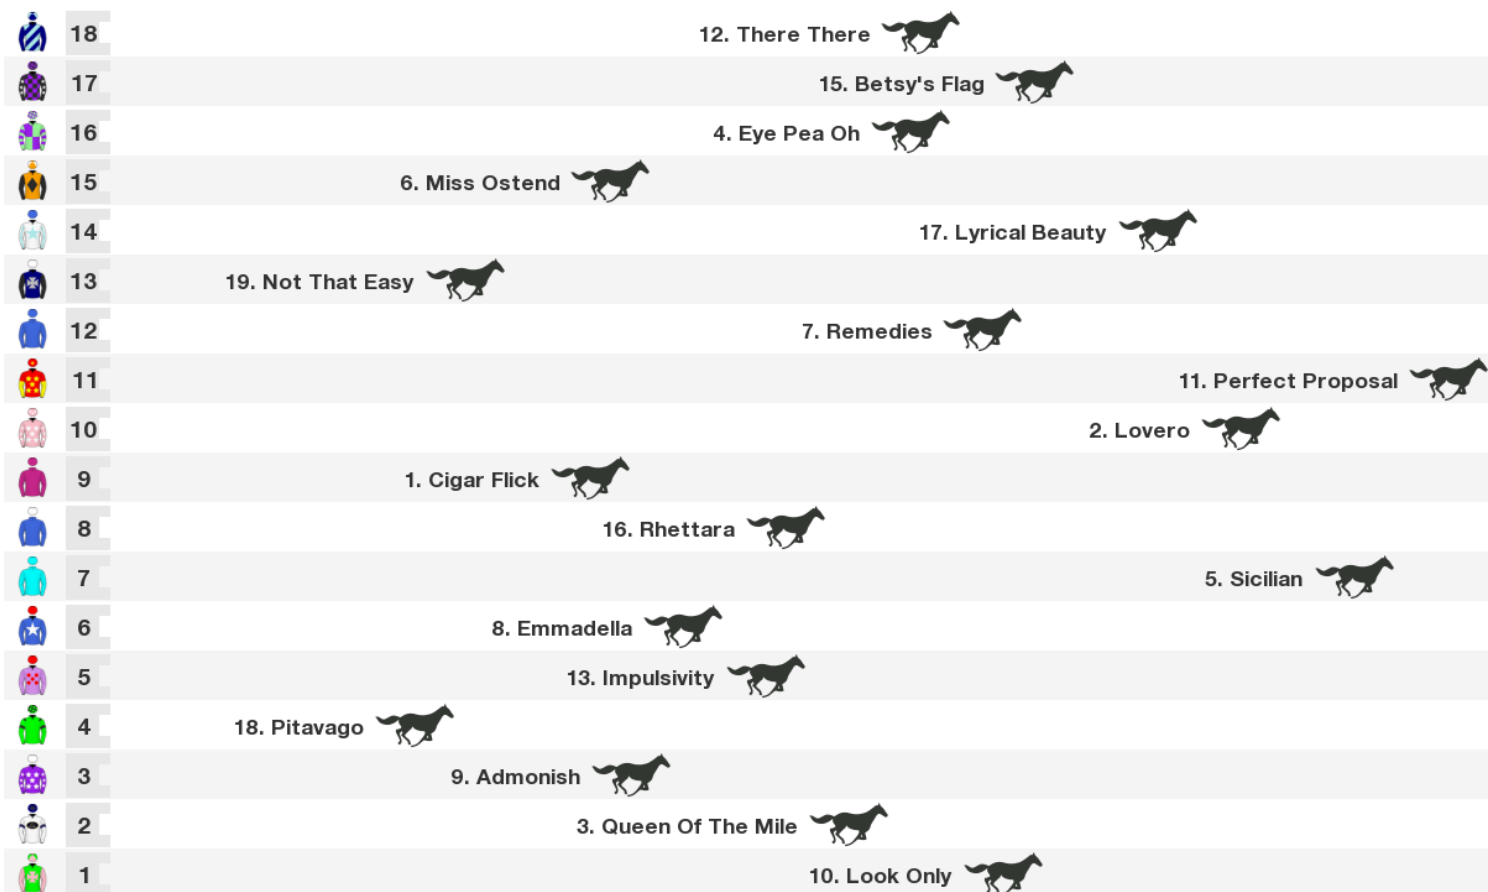 18 12. There There
17 15. Betsy's Flag
16 4. Eye Pea Oh
15 6. Miss Ostend
14 17. Lyrical Beauty
13 19. Not That Easy
12 7. Remedies
11 11. Perfect Proposal
10 2. Lovero
9 1. Cigar Flick
8 16. Rhettara
7 5. Sicilian
6 8. Emmadella
5 13. Impulsivity
4 18. Pitavago
3 9. Admonish
2 3. Queen Of The Mile
1 10. Look Only